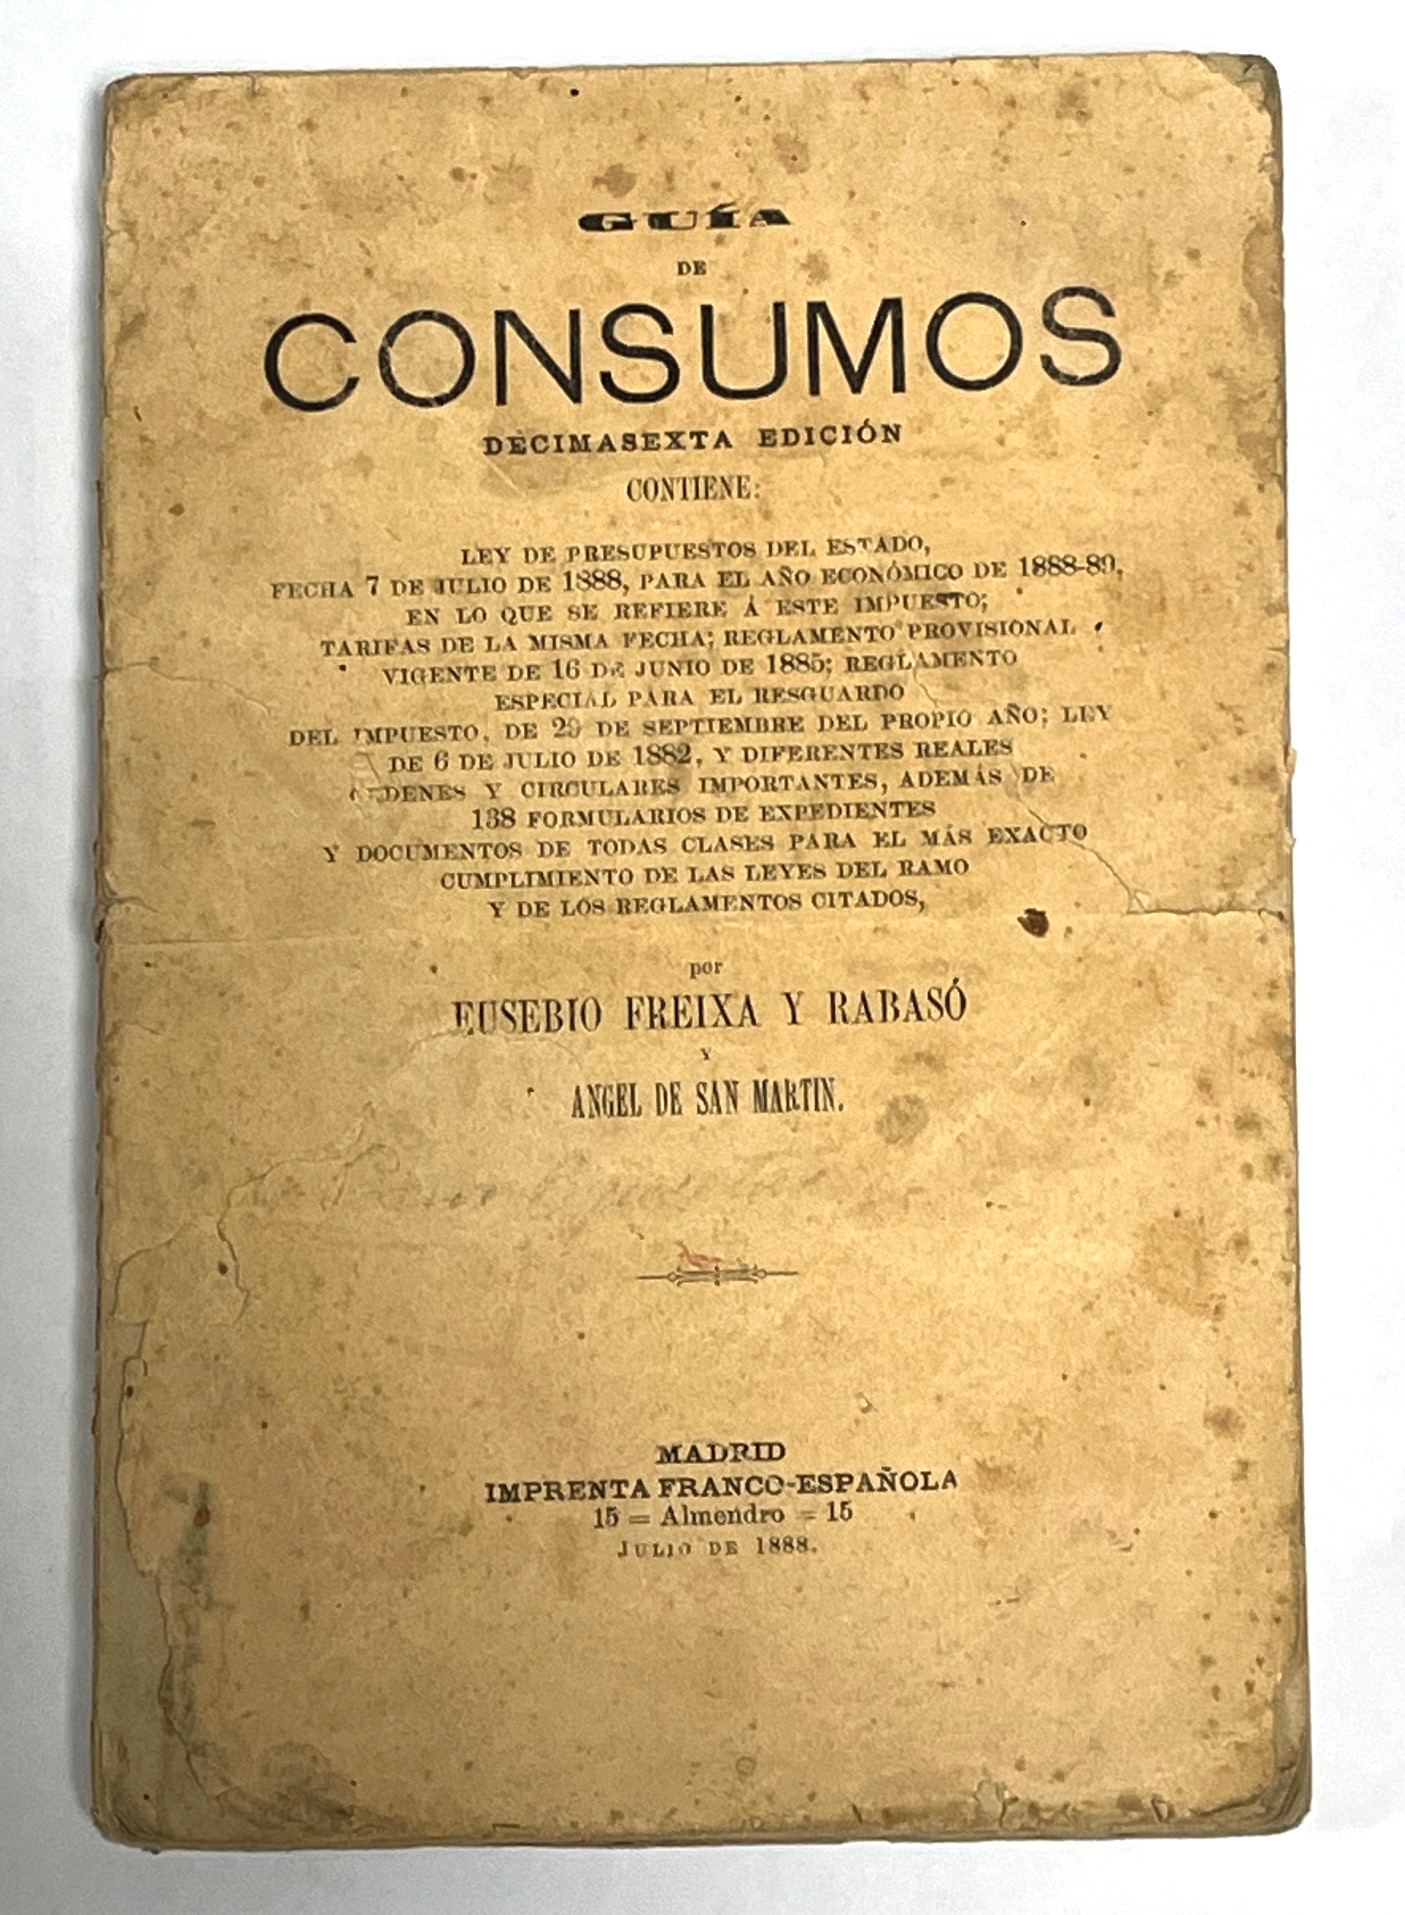 GUÍA
DE
CONSUMOS
DÉCIMASEXTA EDICIÓN
CONTIENE:
LEY DE PRESUPUESTOS DEL ESTADO,
FECHA 7 DE JULIO DE 1888, PARA EL AÑO ECONÓMICO DE 1888-89,
EN LO QUE SE REFIERE Á ESTE IMPUESTO;
TARIFAS DE LA MISMA FECHA; REGLAMENTO PROVISIONAL
VIGENTE DE 16 DE JUNIO DE 1885; REGLAMENTO
ESPECIAL PARA EL RESGUARDO
DEL IMPUESTO, DE 29 DE SEPTIEMBRE DEL PROPIO AÑO; LEY
DE 6 DE JULIO DE 1882, Y DIFERENTES REALES
ÓRDENES Y CIRCULARES IMPORTANTES, ADEMÁS DE
138 FORMULARIOS DE EXPEDIENTES
Y DOCUMENTOS DE TODAS CLASES PARA EL MÁS EXACTO
CUMPLIMIENTO DE LAS LEYES DEL RAMO
Y DE LOS REGLAMENTOS CITADOS,
por
EUSEBIO FREIXA Y RABASÓ
Y
ANGEL DE SAN MARTIN.
MADRID
IMPRENTA FRANCO-ESPAÑOLA
15 = Almendro = 15
JULIO DE 1888.